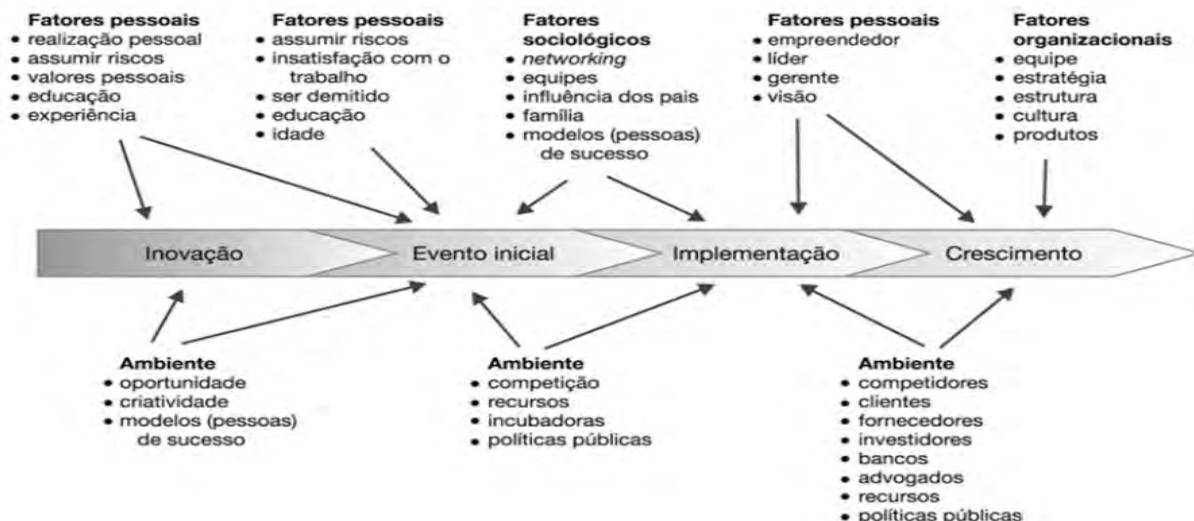 Fatores pessoais
• realização pessoal
• assumir riscos
• valores pessoais
• educação
• experiência
Fatores pessoais
• assumir riscos
• insatisfação com o
trabalho
• ser demitido
• educação
• idade
Fatores
sociológicos
• networking
• equipes
• influência dos pais
• família
• modelos (pessoas)
de sucesso
Fatores pessoais
• empreendedor
• líder
• gerente
• visão
Fatores
organizacionais
• equipe
• estratégia
• estrutura
• cultura
• produtos
Inovação
Evento inicial
Implementação
Crescimento
Ambiente
• oportunidade
• criatividade
• modelos (pessoas)
de sucesso
Ambiente
• competição
• recursos
• incubadoras
• políticas públicas
Ambiente
• competidores
• clientes
• fornecedores
• investidores
• bancos
• advogados
• recursos
• políticas públicas